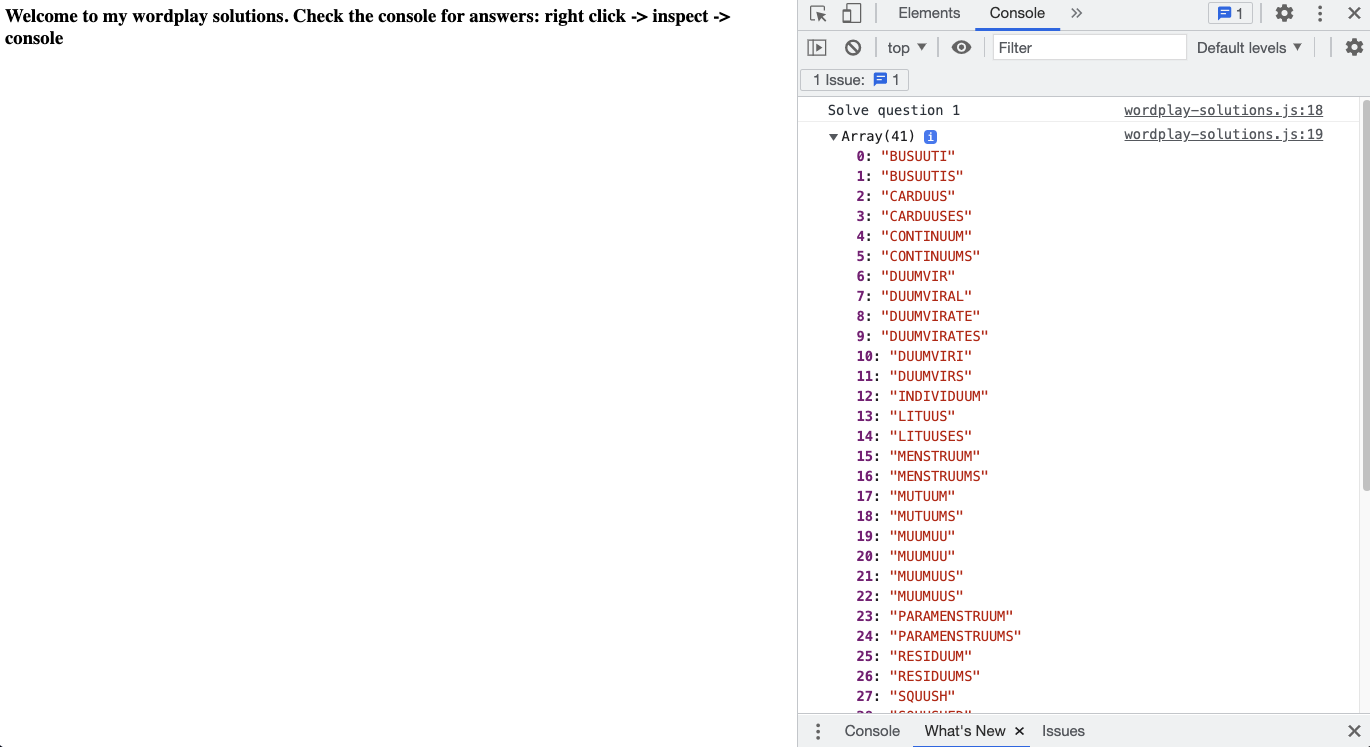 Welcome to my wordplay solutions. Check the console for answers: right click -> inspect ->
console
Elements Console >> 1
top Filter Default levels
1 Issue: 1
Solve question 1 wordplay-solutions.js:18
Array(41) i wordplay-solutions.js:19
0: "BUSUUTI"
1: "BUSUUTIS"
2: "CARDUUS"
3: "CARDUUSES"
4: "CONTINUUM"
5: "CONTINUUMS"
6: "DUUMVIR"
7: "DUUMVIRAL"
8: "DUUMVIRATE"
9: "DUUMVIRATES"
10: "DUUMVIRI"
11: "DUUMVIRS"
12: "INDIVIDUUM"
13: "LITUUS"
14: "LITUUSES"
15: "MENSTRUUM"
16: "MENSTRUUMS"
17: "MUTUUM"
18: "MUTUUMS"
19: "MUUMUU"
20: "MUUMUU"
21: "MUUMUUS"
22: "MUUMUUS"
23: "PARAMENSTRUUM"
24: "PARAMENSTRUUMS"
25: "RESIDUUM"
26: "RESIDUUMS"
27: "SQUUSH"
Console What's New × Issues